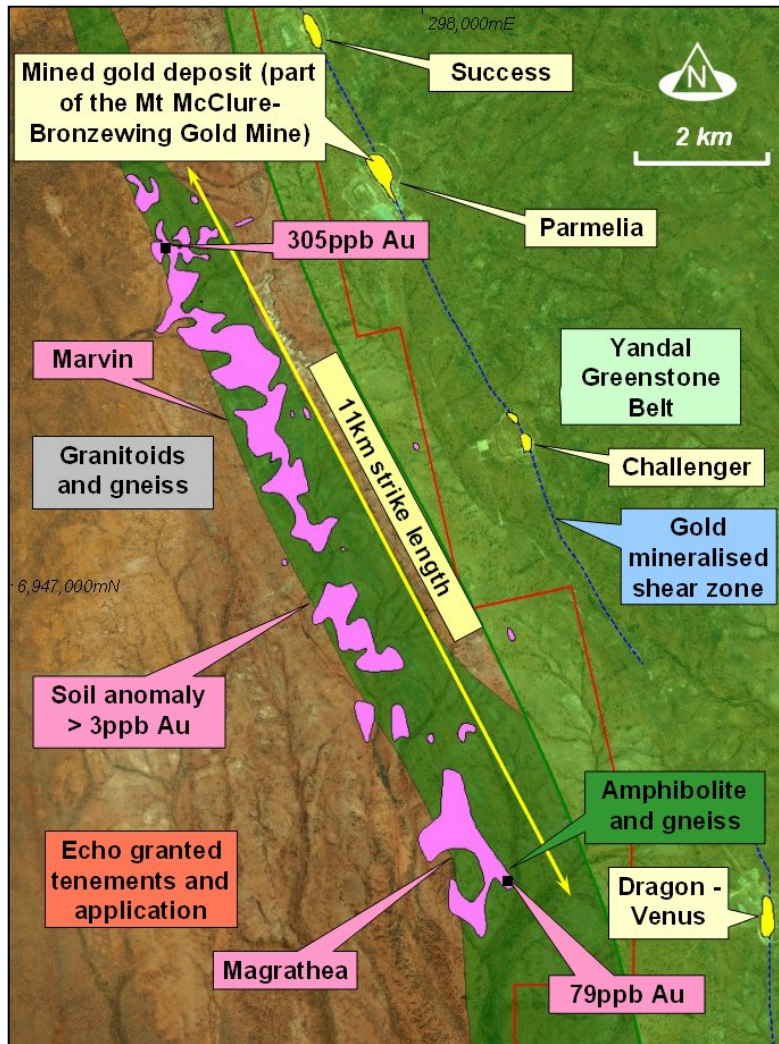 298,000mE
Mined gold deposit (part
of the Mt McClure-
Bronzewing Gold Mine)
Success
N
2 km
Parmelia
305ppb Au
Marvin
Yandal
Greenstone
Belt
11km strike length
Granitoids
and gneiss
Challenger
Gold
mineralised
shear zone
6,947,000mN
Soil anomaly
> 3ppb Au
Amphibolite
and gneiss
Echo granted
tenements and
application
Dragon -
Venus
Magrathea
79ppb Au